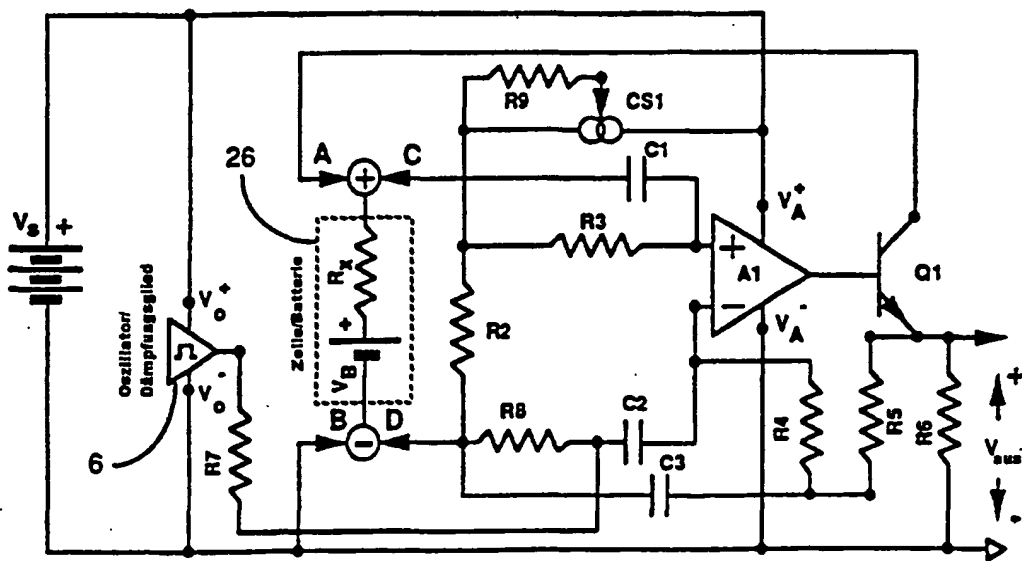 R9
CS1
A
C
26
C1
Vs +
VA+
R3
+
A1
Q1
Rx
Zelle/Batterie
Vo+
R2
−
VA-
Oszillator/
Dämpfungsglied
+
VB
Vo-
B
D
R8
C2
R4
R5
R6
+
Vaus
-
6
R7
C3
+
−